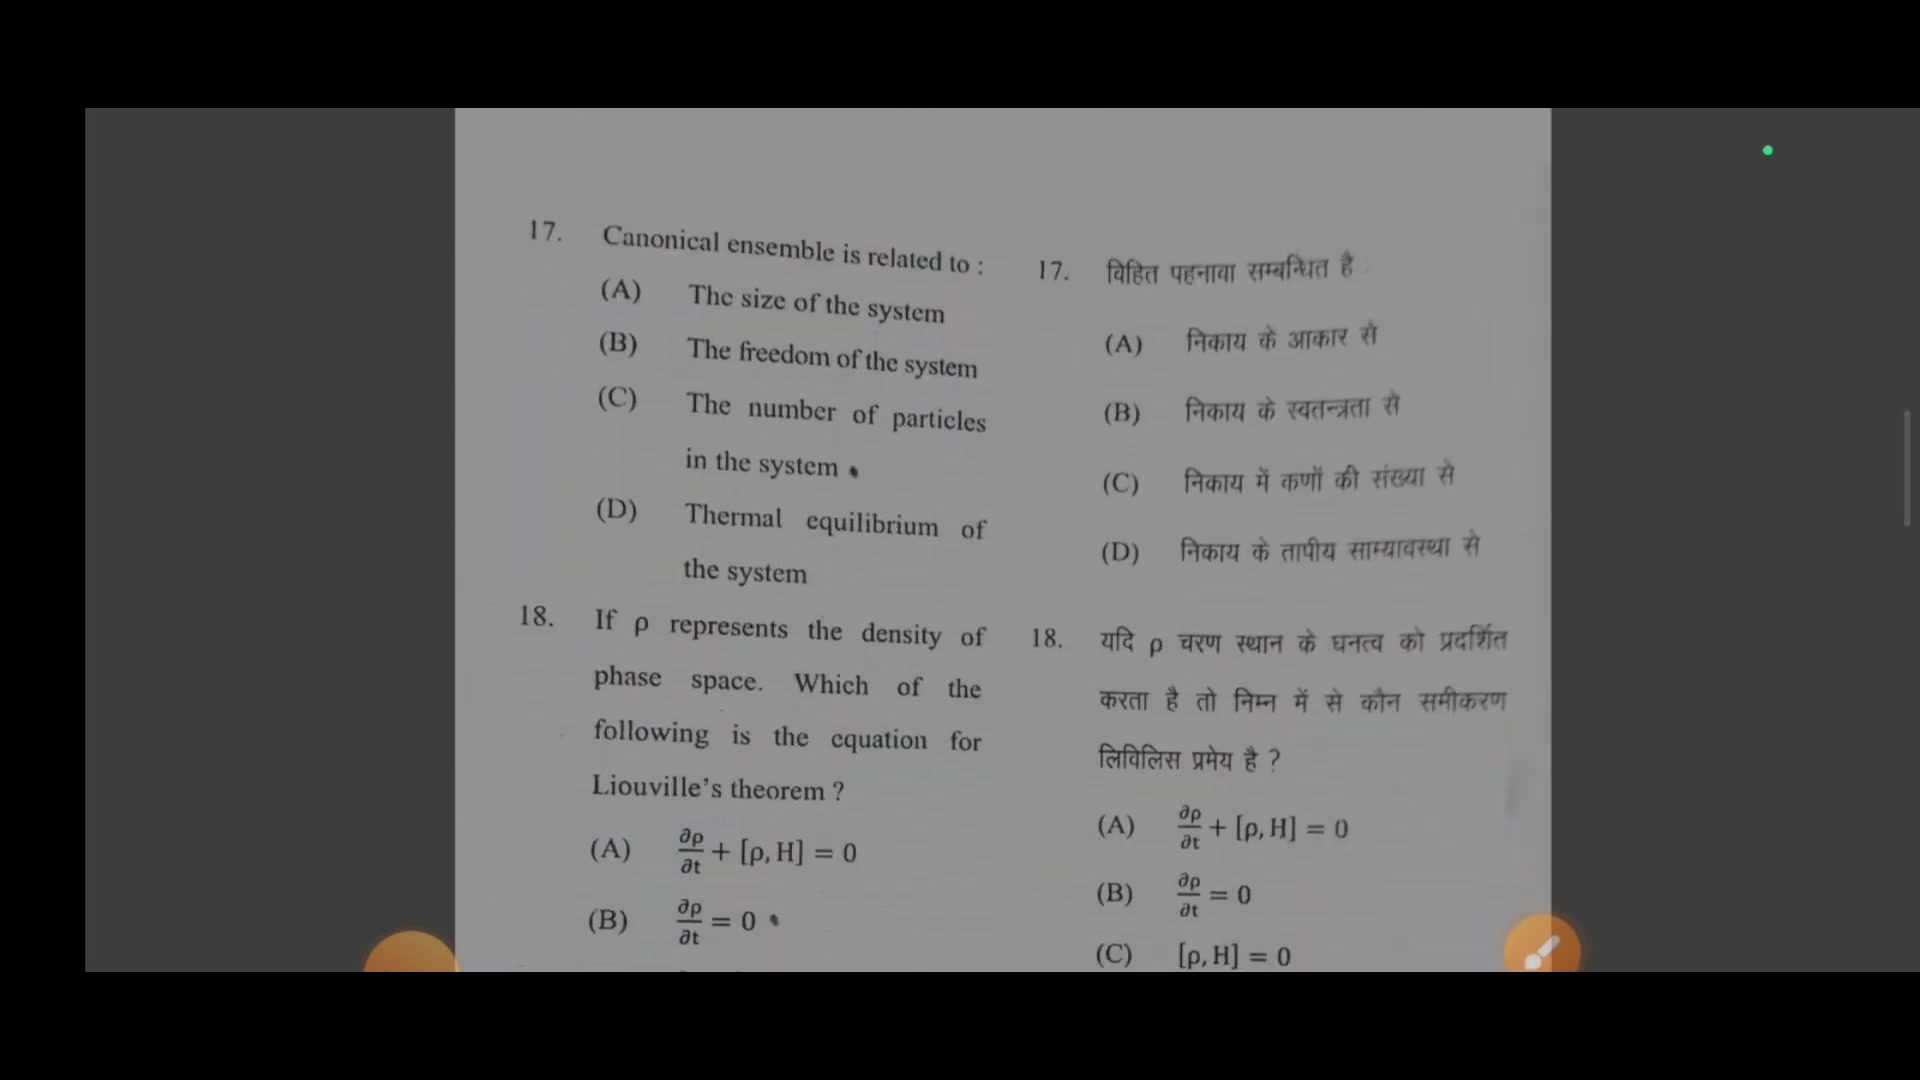 17. Canonical ensemble is related to :
(A) The size of the system
(B) The freedom of the system
(C) The number of particles
in the system
(D) Thermal equilibrium of
the system
18. If ρ represents the density of
phase space. Which of the
following is the equation for
Liouville's theorem ?
(A) ∂ρ/∂t + [ρ, H] = 0
(B) ∂ρ/∂t = 0
17. विहित पहनावा सम्बन्धित है :
(A) निकाय के आकार से
(B) निकाय के स्वतन्त्रता से
(C) निकाय में कणों की संख्या से
(D) निकाय के तापीय साम्यावस्था से
18. यदि ρ चरण स्थान के घनत्व को प्रदर्शित
करता है तो निम्न में से कौन समीकरण
लिविलिस प्रमेय है ?
(A) ∂ρ/∂t + [ρ, H] = 0
(B) ∂ρ/∂t = 0
(C) [ρ, H] = 0